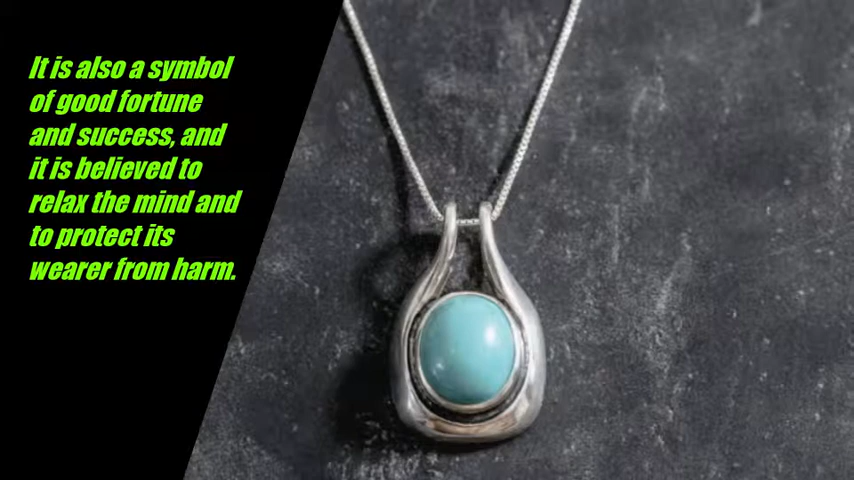 It is also a symbol
of good fortune
and success, and
it is believed to
relax the mind and
to protect its
wearer from harm.